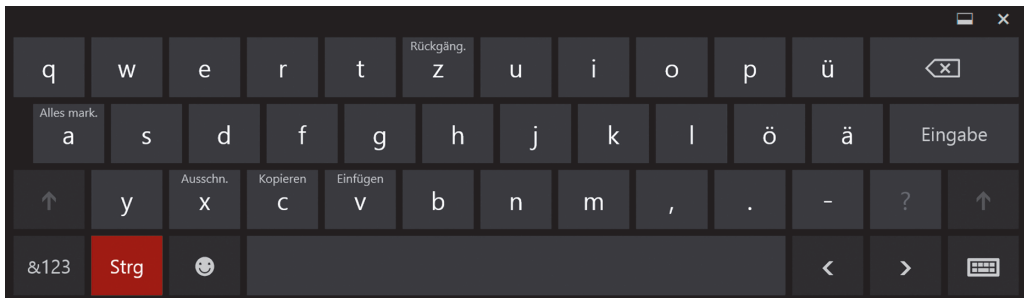 Rückgäng.
q w e r t z u i o p ü
Alles mark.
a s d f g h j k l ö ä Eingabe
Ausschn. Kopieren Einfügen
y x c v b n m , . - ?
&123 Strg < >